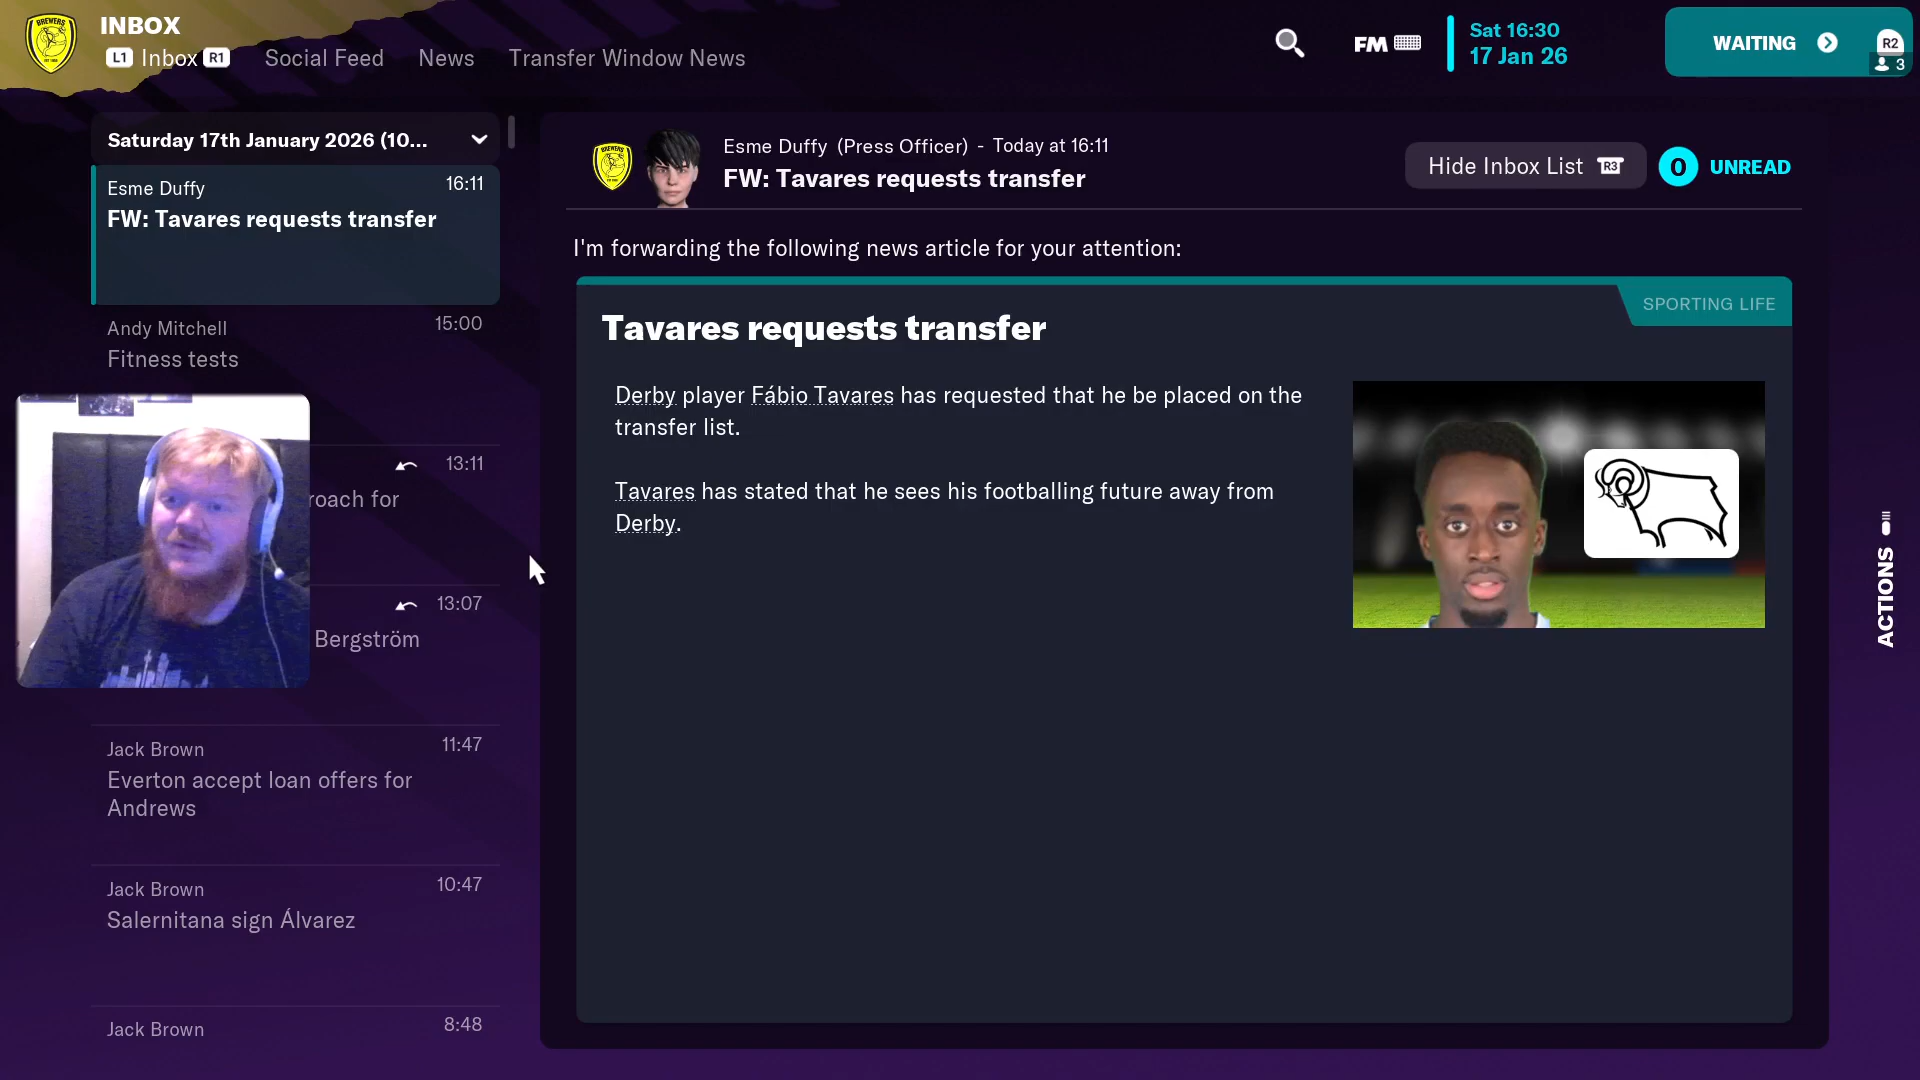 INBOX
L1 Inbox R1 Social Feed News Transfer Window News
FM
Sat 16:30
17 Jan 26
WAITING
R2
3
Saturday 17th January 2026 (10...
Esme Duffy 16:11
FW: Tavares requests transfer
Andy Mitchell 15:00
Fitness tests
13:11
roach for
13:07
Bergström
Jack Brown 11:47
Everton accept loan offers for
Andrews
Jack Brown 10:47
Salernitana sign Álvarez
Jack Brown 8:48
BREWERS
Esme Duffy (Press Officer) - Today at 16:11
FW: Tavares requests transfer
Hide Inbox List R3
0 UNREAD
I'm forwarding the following news article for your attention:
SPORTING LIFE
Tavares requests transfer
Derby player Fábio Tavares has requested that he be placed on the
transfer list.
Tavares has stated that he sees his footballing future away from
Derby.
ACTIONS